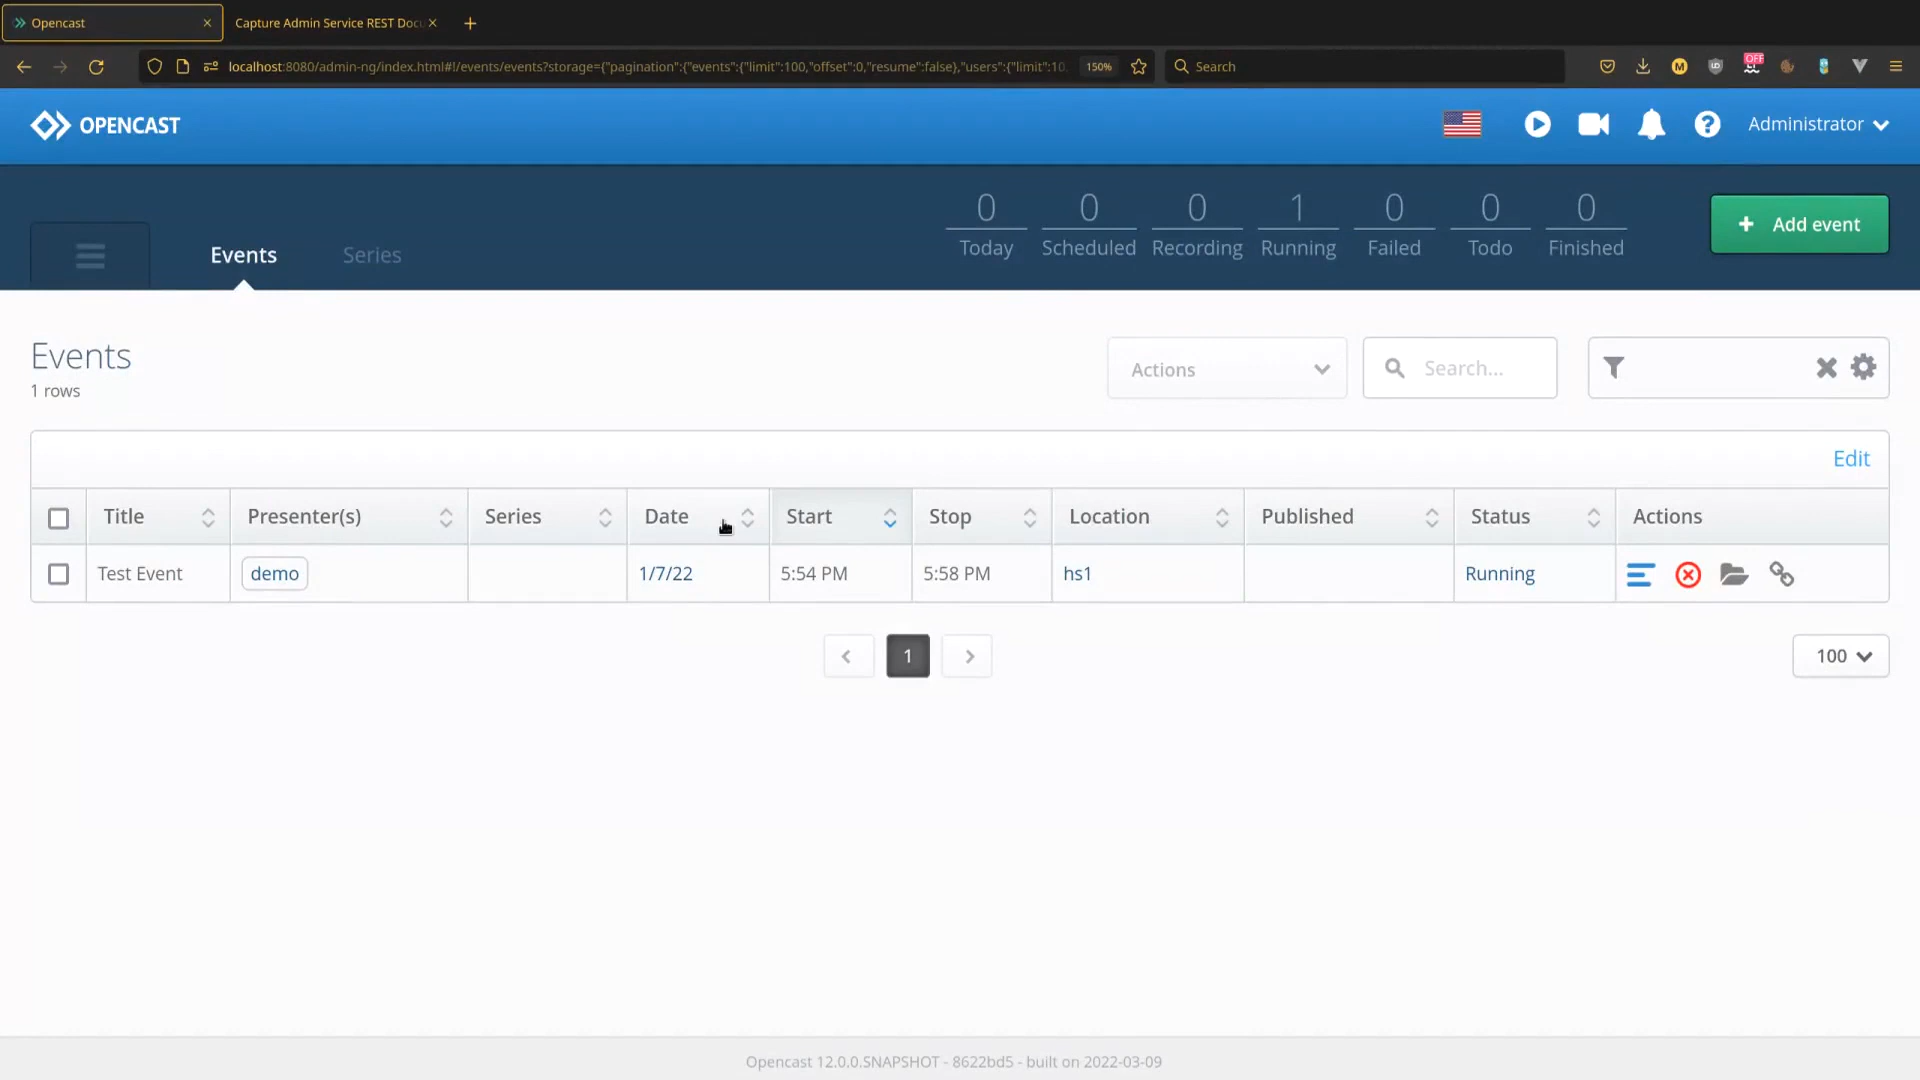 Opencast
Capture Admin Service REST Docu
localhost:8080/admin-ng/index.html#!/events/events?storage={"pagination":{"events":{"limit":100,"offset":0,"resume":false},"users":{"limit":10.
150%
Search
OFF
OPENCAST
Administrator
0 0 0 1 0 0 0
Today Scheduled Recording Running Failed Todo Finished
+ Add event
Events Series
Events
1 rows
Actions
Search...
Edit
Title Presenter(s) Series Date Start Stop Location Published Status Actions
Test Event demo 1/7/22 5:54 PM 5:58 PM hs1 Running
1
100
Opencast 12.0.0.SNAPSHOT - 8622bd5 - built on 2022-03-09